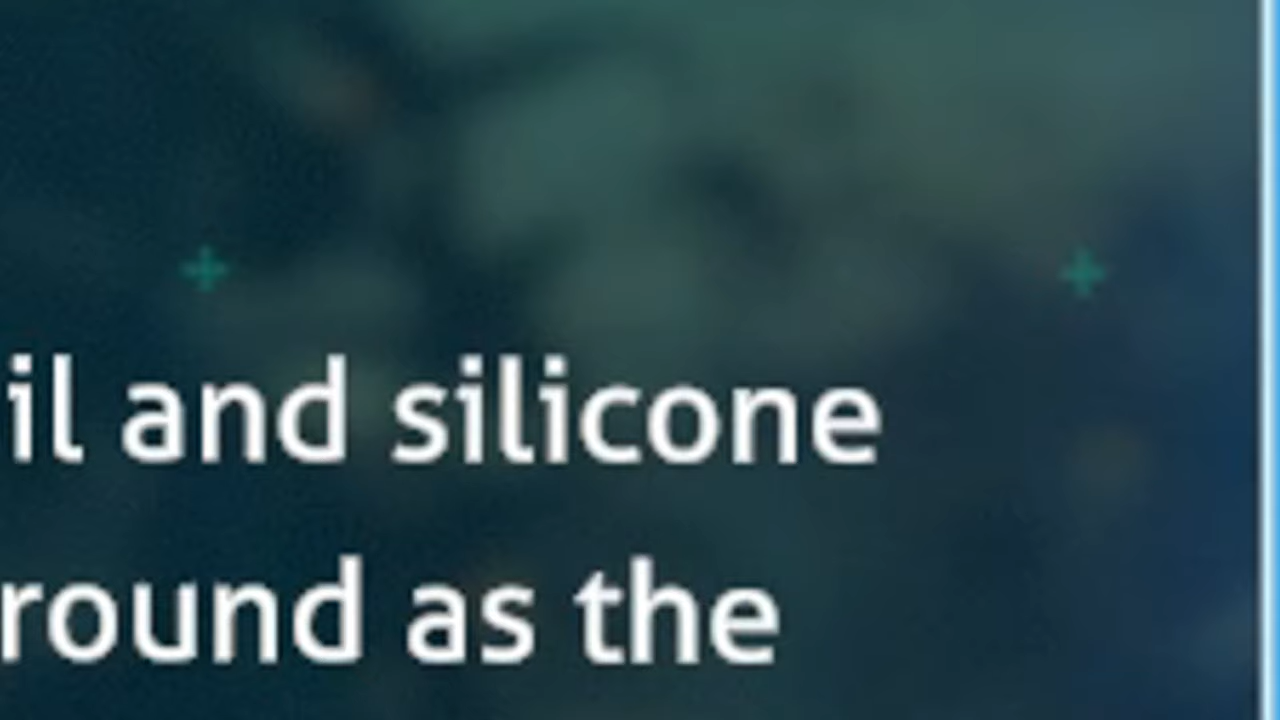 il and silicone
round as the